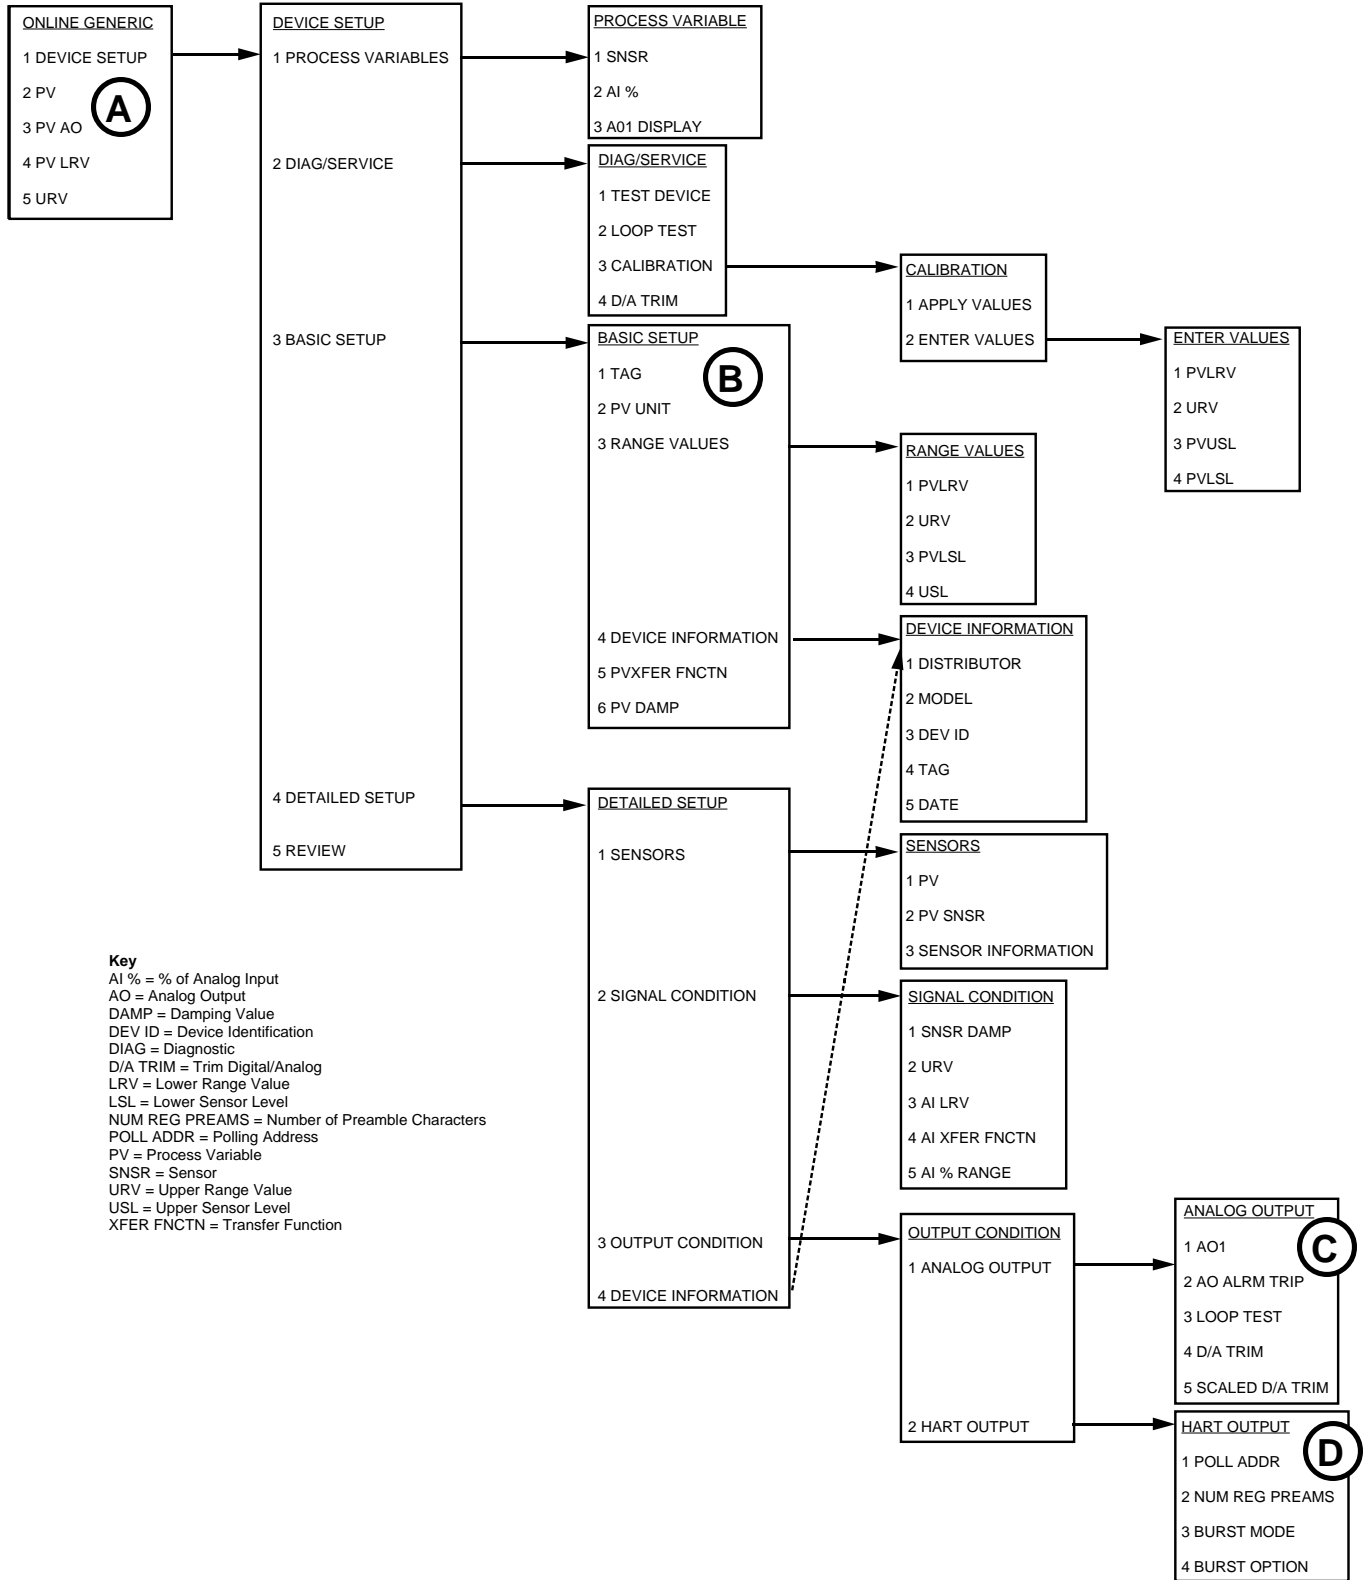 ONLINE GENERIC
1 DEVICE SETUP
2 PV
3 PV AO
4 PV LRV
5 URV
A
DEVICE SETUP
1 PROCESS VARIABLES
2 DIAG/SERVICE
3 BASIC SETUP
4 DETAILED SETUP
5 REVIEW
PROCESS VARIABLE
1 SNSR
2 AI %
3 A01 DISPLAY
DIAG/SERVICE
1 TEST DEVICE
2 LOOP TEST
3 CALIBRATION
4 D/A TRIM
CALIBRATION
1 APPLY VALUES
2 ENTER VALUES
ENTER VALUES
1 PVLRV
2 URV
3 PVUSL
4 PVLSL
BASIC SETUP
B
1 TAG
2 PV UNIT
3 RANGE VALUES
4 DEVICE INFORMATION
5 PVXFER FNCTN
6 PV DAMP
RANGE VALUES
1 PVLRV
2 URV
3 PVLSL
4 USL
DEVICE INFORMATION
1 DISTRIBUTOR
2 MODEL
3 DEV ID
4 TAG
5 DATE
DETAILED SETUP
1 SENSORS
2 SIGNAL CONDITION
3 OUTPUT CONDITION
4 DEVICE INFORMATION
SENSORS
1 PV
2 PV SNSR
3 SENSOR INFORMATION
SIGNAL CONDITION
1 SNSR DAMP
2 URV
3 AI LRV
4 AI XFER FNCTN
5 AI % RANGE
OUTPUT CONDITION
1 ANALOG OUTPUT
2 HART OUTPUT
ANALOG OUTPUT
C
1 AO1
2 AO ALRM TRIP
3 LOOP TEST
4 D/A TRIM
5 SCALED D/A TRIM
HART OUTPUT
D
1 POLL ADDR
2 NUM REG PREAMS
3 BURST MODE
4 BURST OPTION
Key
AI % = % of Analog Input
AO = Analog Output
DAMP = Damping Value
DEV ID = Device Identification
DIAG = Diagnostic
D/A TRIM = Trim Digital/Analog
LRV = Lower Range Value
LSL = Lower Sensor Level
NUM REG PREAMS = Number of Preamble Characters
POLL ADDR = Polling Address
PV = Process Variable
SNSR = Sensor
URV = Upper Range Value
USL = Upper Sensor Level
XFER FNCTN = Transfer Function